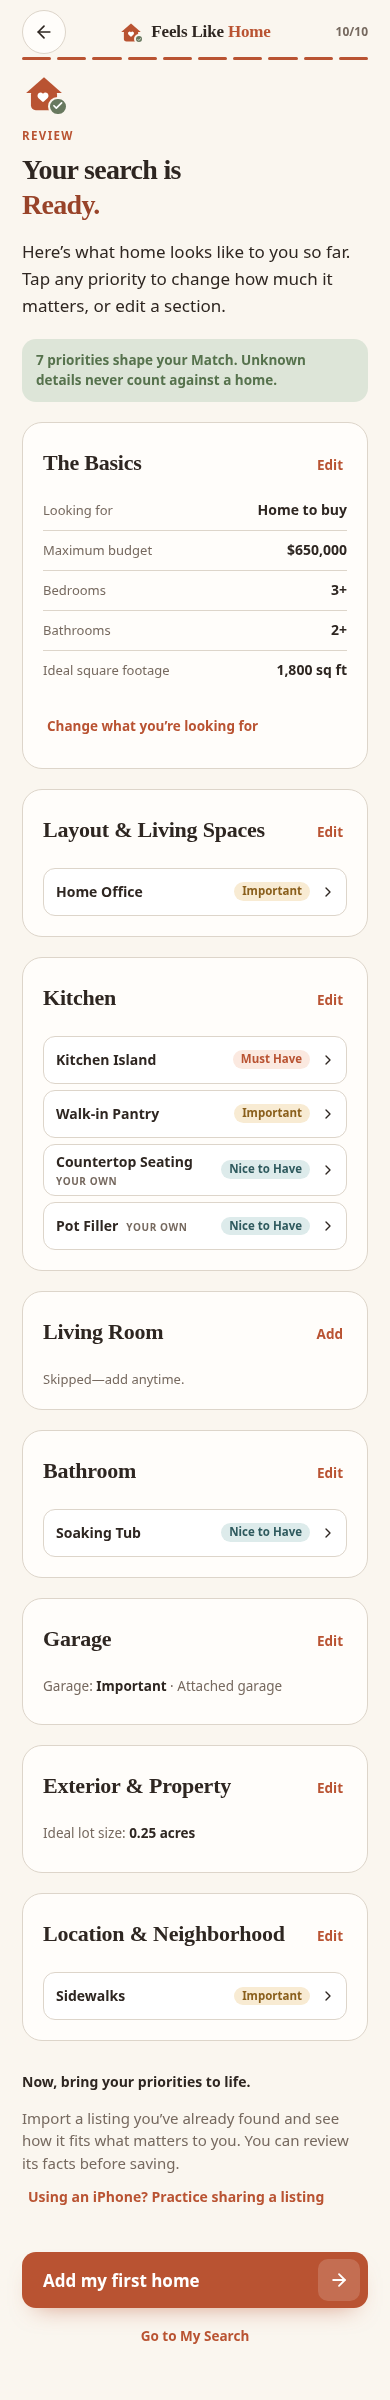 Feels Like Home
10/10
REVIEW
Your search is
Ready.
Here’s what home looks like to you so far.
Tap any priority to change how much it
matters, or edit a section.
7 priorities shape your Match. Unknown
details never count against a home.
The Basics
Edit
Looking for
Home to buy
Maximum budget
$650,000
Bedrooms
3+
Bathrooms
2+
Ideal square footage
1,800 sq ft
Change what you’re looking for
Layout & Living Spaces
Edit
Home Office
Important
Kitchen
Edit
Kitchen Island
Must Have
Walk-in Pantry
Important
Countertop Seating
YOUR OWN
Nice to Have
Pot Filler YOUR OWN
Nice to Have
Living Room
Add
Skipped—add anytime.
Bathroom
Edit
Soaking Tub
Nice to Have
Garage
Edit
Garage: Important · Attached garage
Exterior & Property
Edit
Ideal lot size: 0.25 acres
Location & Neighborhood
Edit
Sidewalks
Important
Now, bring your priorities to life.
Import a listing you’ve already found and see
how it fits what matters to you. You can review
its facts before saving.
Using an iPhone? Practice sharing a listing
Add my first home
Go to My Search